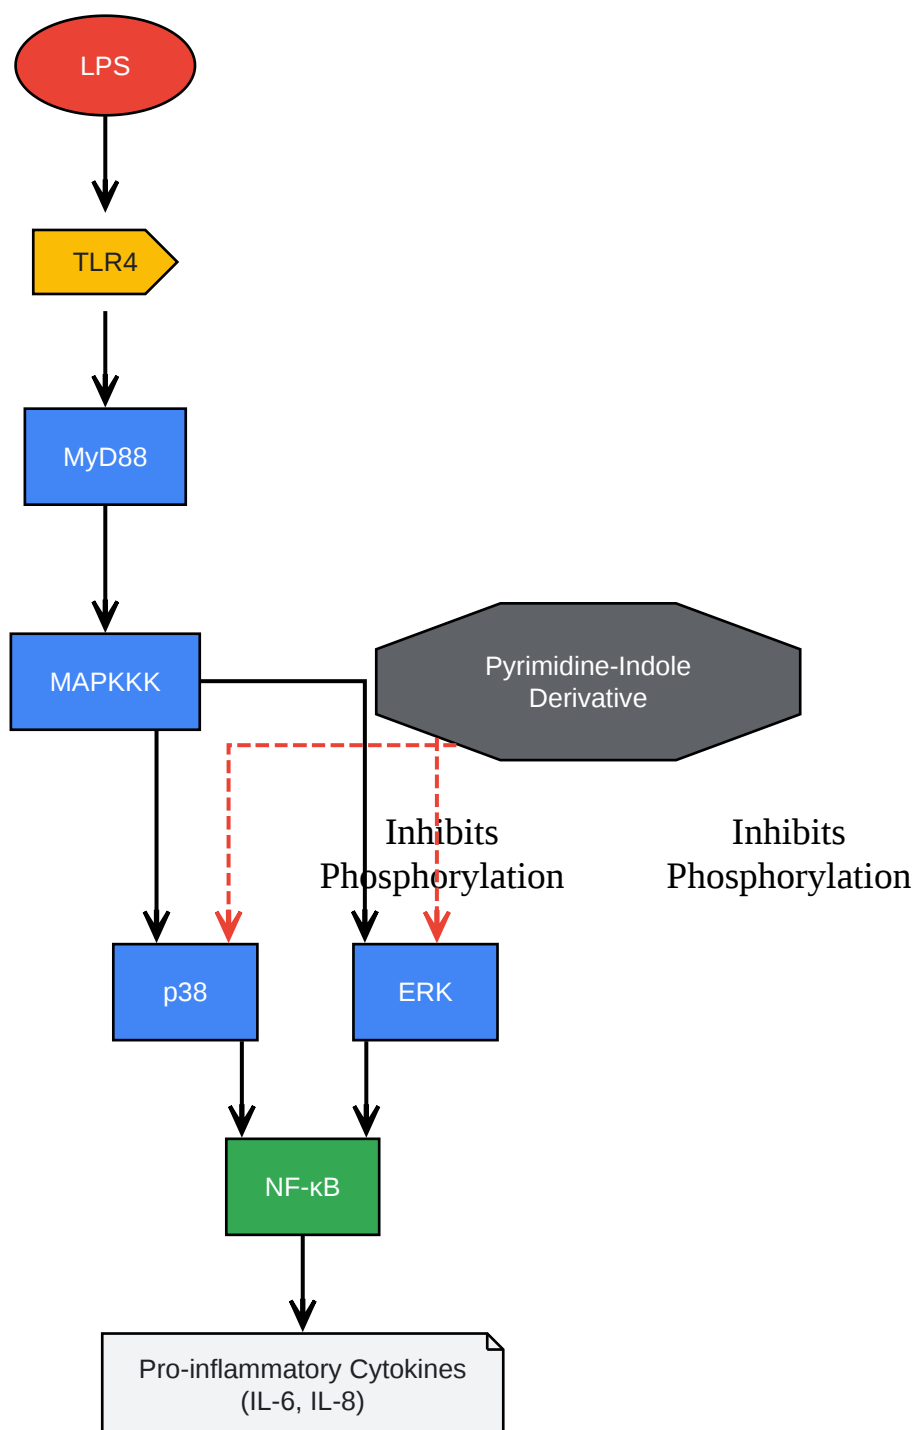 LPS
TLR4
MyD88
MAPKKK
Pyrimidine-Indole
Derivative
Inhibits
Phosphorylation
Inhibits
Phosphorylation
p38
ERK
NF-κB
Pro-inflammatory Cytokines
(IL-6, IL-8)